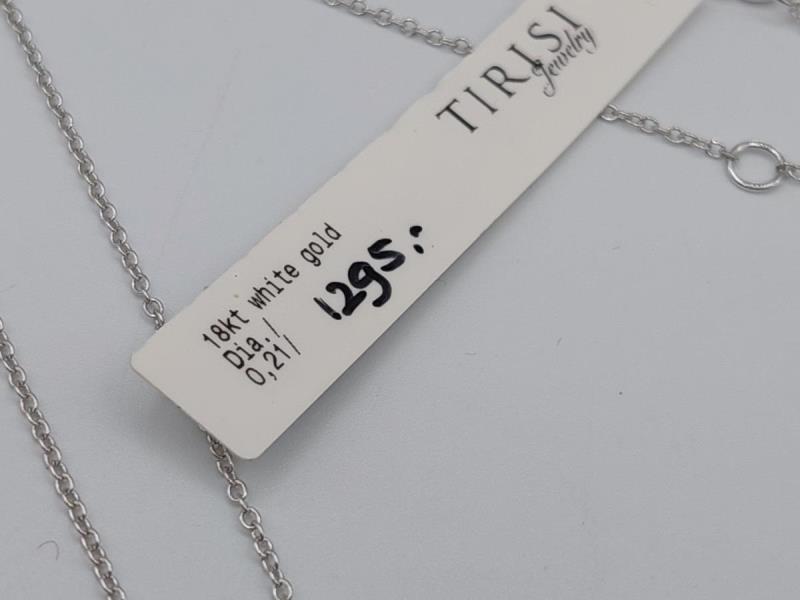 TIRISI
Jewelry
18kt white gold
Dia./
0,21/
1295,-